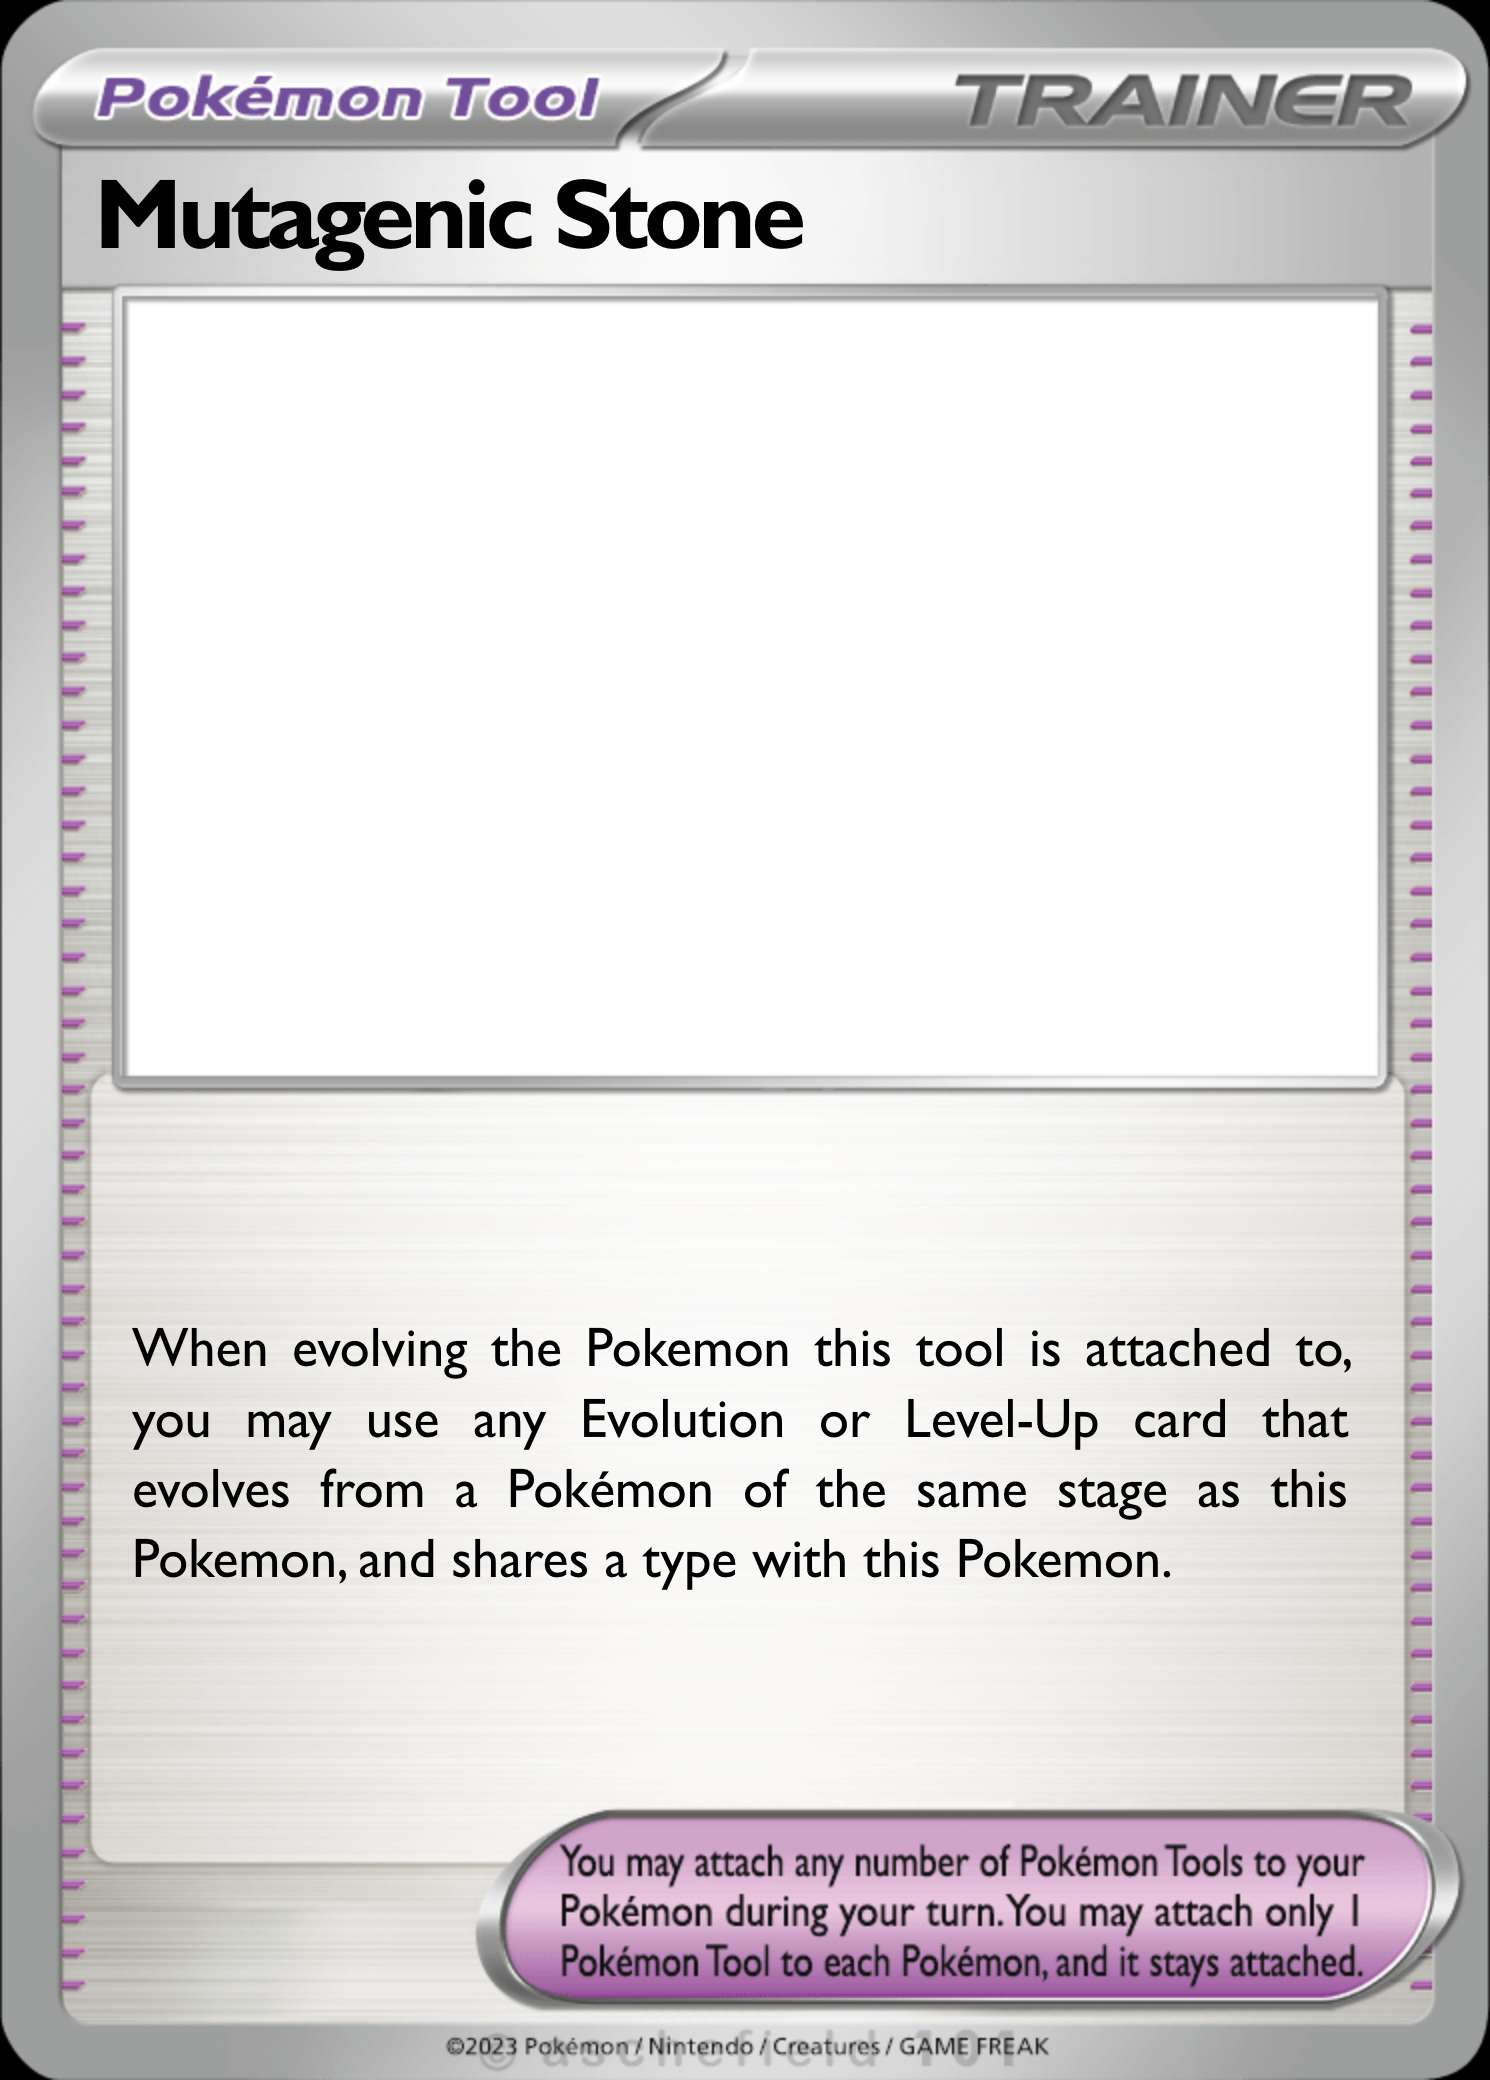 Pokémon Tool TRAINER
Mutagenic Stone
When evolving the Pokemon this tool is attached to,
you may use any Evolution or Level-Up card that
evolves from a Pokémon of the same stage as this
Pokemon, and shares a type with this Pokemon.
You may attach any number of Pokémon Tools to your
Pokémon during your turn. You may attach only 1
Pokémon Tool to each Pokémon, and it stays attached.
©2023 Pokémon / Nintendo / Creatures / GAME FREAK
© aschefield 101